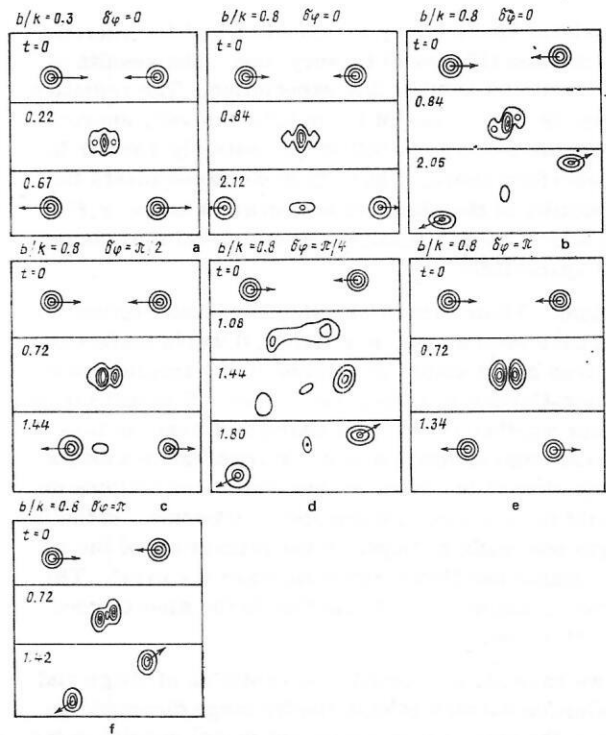 b/k=0.3 δφ=0
t=0
0.22
0.67
a
b/k=0.8 δφ=0
t=0
0.84
2.12
b/k=0.8 δφ=0
t=0
0.84
2.05
b
b/k=0.8 δφ=π/2
t=0
0.72
1.44
c
b/k=0.8 δφ=π/4
t=0
1.08
1.44
1.80
d
b/k=0.8 δφ=π
t=0
0.72
1.34
e
b/k=0.8 δφ=π
t=0
0.72
1.42
f